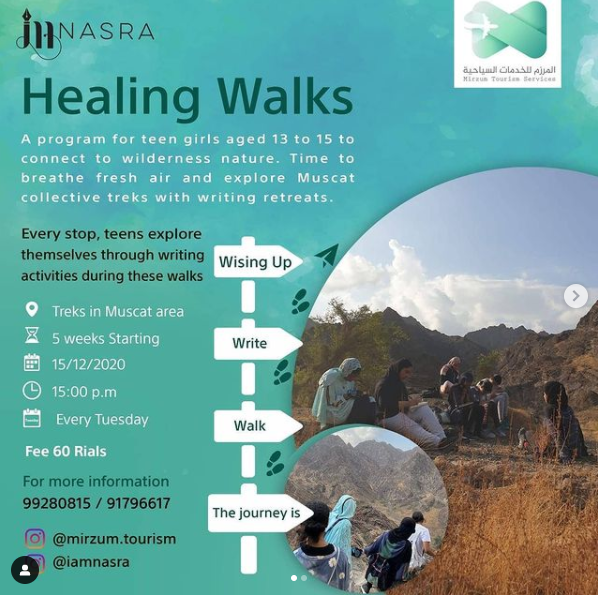 iam NASRA
المرزم للخدمات السياحية
Mirzum Tourism Services
Healing Walks
A program for teen girls aged 13 to 15 to
connect to wilderness nature. Time to
breathe fresh air and explore Muscat
collective treks with writing retreats.
Every stop, teens explore
themselves through writing
activities during these walks
Treks in Muscat area
5 weeks Starting
15/12/2020
15:00 p.m
Every Tuesday
Fee 60 Rials
For more information
99280815 / 91796617
@mirzum.tourism
@iamnasra
Wising Up
Write
Walk
The journey is